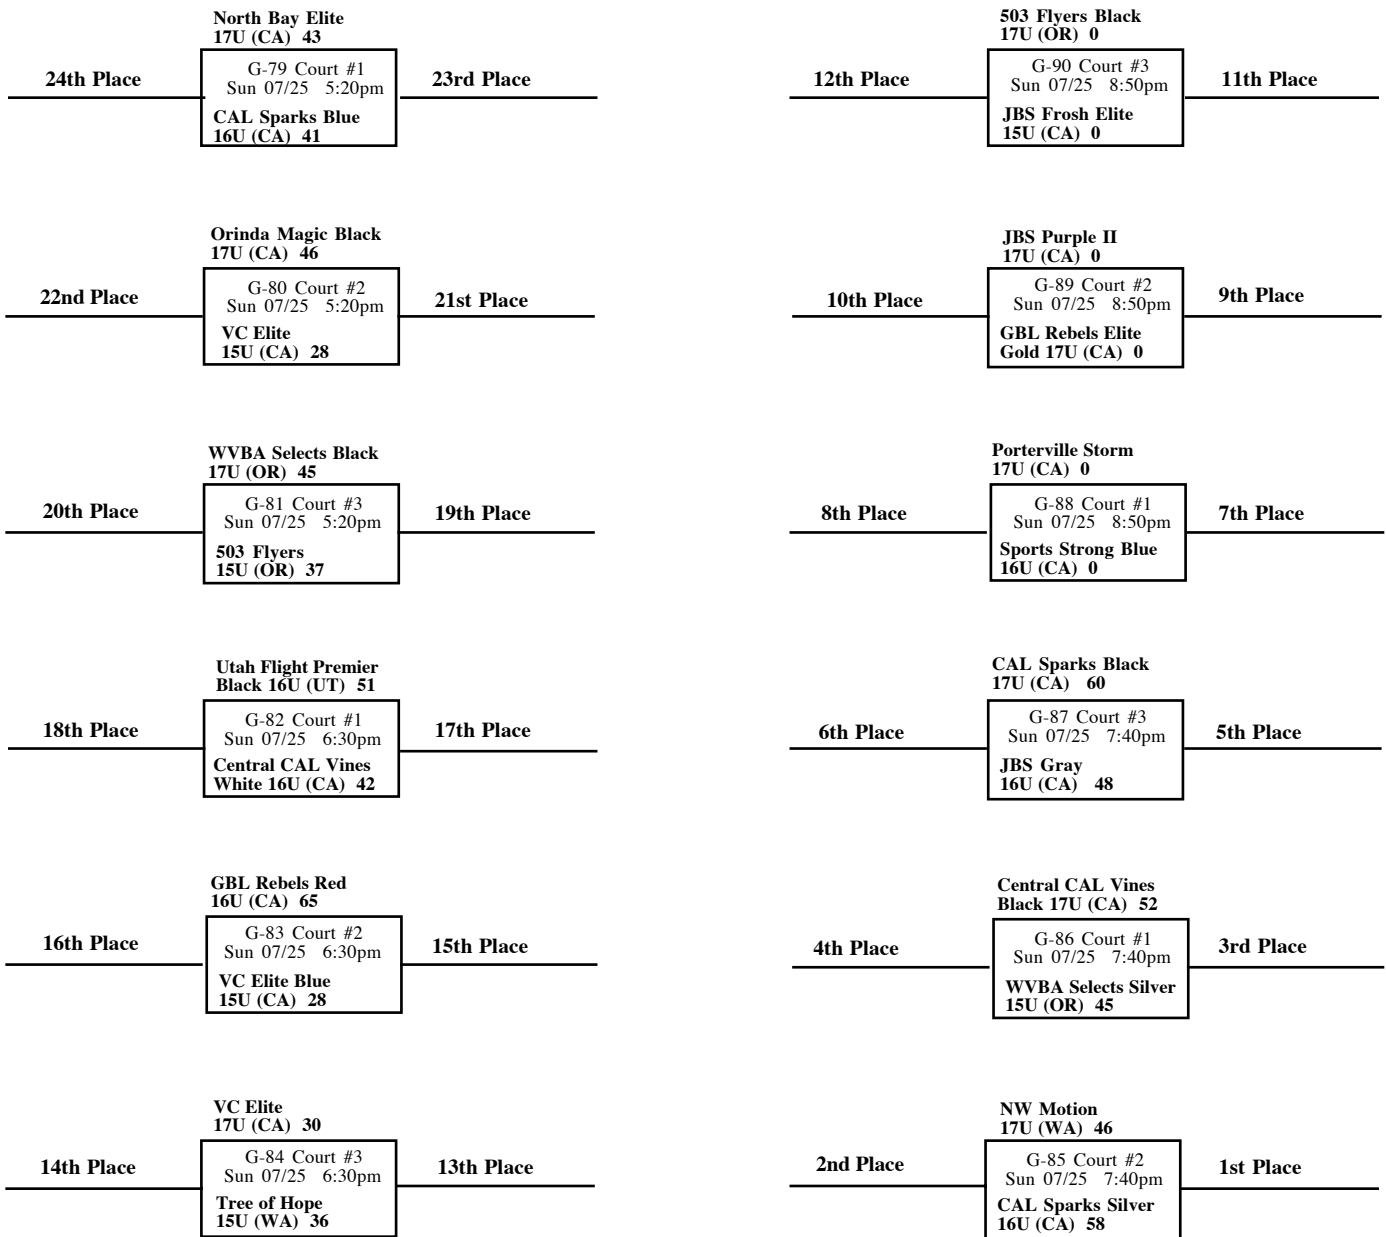 North Bay Elite
17U (CA) 43
24th Place
G-79 Court #1
Sun 07/25 5:20pm
23rd Place
CAL Sparks Blue
16U (CA) 41
Orinda Magic Black
17U (CA) 46
22nd Place
G-80 Court #2
Sun 07/25 5:20pm
21st Place
VC Elite
15U (CA) 28
WVBA Selects Black
17U (OR) 45
20th Place
G-81 Court #3
Sun 07/25 5:20pm
19th Place
503 Flyers
15U (OR) 37
Utah Flight Premier
Black 16U (UT) 51
18th Place
G-82 Court #1
Sun 07/25 6:30pm
17th Place
Central CAL Vines
White 16U (CA) 42
GBL Rebels Red
16U (CA) 65
16th Place
G-83 Court #2
Sun 07/25 6:30pm
15th Place
VC Elite Blue
15U (CA) 28
VC Elite
17U (CA) 30
14th Place
G-84 Court #3
Sun 07/25 6:30pm
13th Place
Tree of Hope
15U (WA) 36
503 Flyers Black
17U (OR) 0
12th Place
G-90 Court #3
Sun 07/25 8:50pm
11th Place
JBS Frosh Elite
15U (CA) 0
JBS Purple II
17U (CA) 0
10th Place
G-89 Court #2
Sun 07/25 8:50pm
9th Place
GBL Rebels Elite
Gold 17U (CA) 0
Porterville Storm
17U (CA) 0
8th Place
G-88 Court #1
Sun 07/25 8:50pm
7th Place
Sports Strong Blue
16U (CA) 0
CAL Sparks Black
17U (CA) 60
6th Place
G-87 Court #3
Sun 07/25 7:40pm
5th Place
JBS Gray
16U (CA) 48
Central CAL Vines
Black 17U (CA) 52
4th Place
G-86 Court #1
Sun 07/25 7:40pm
3rd Place
WVBA Selects Silver
15U (OR) 45
NW Motion
17U (WA) 46
2nd Place
G-85 Court #2
Sun 07/25 7:40pm
1st Place
CAL Sparks Silver
16U (CA) 58